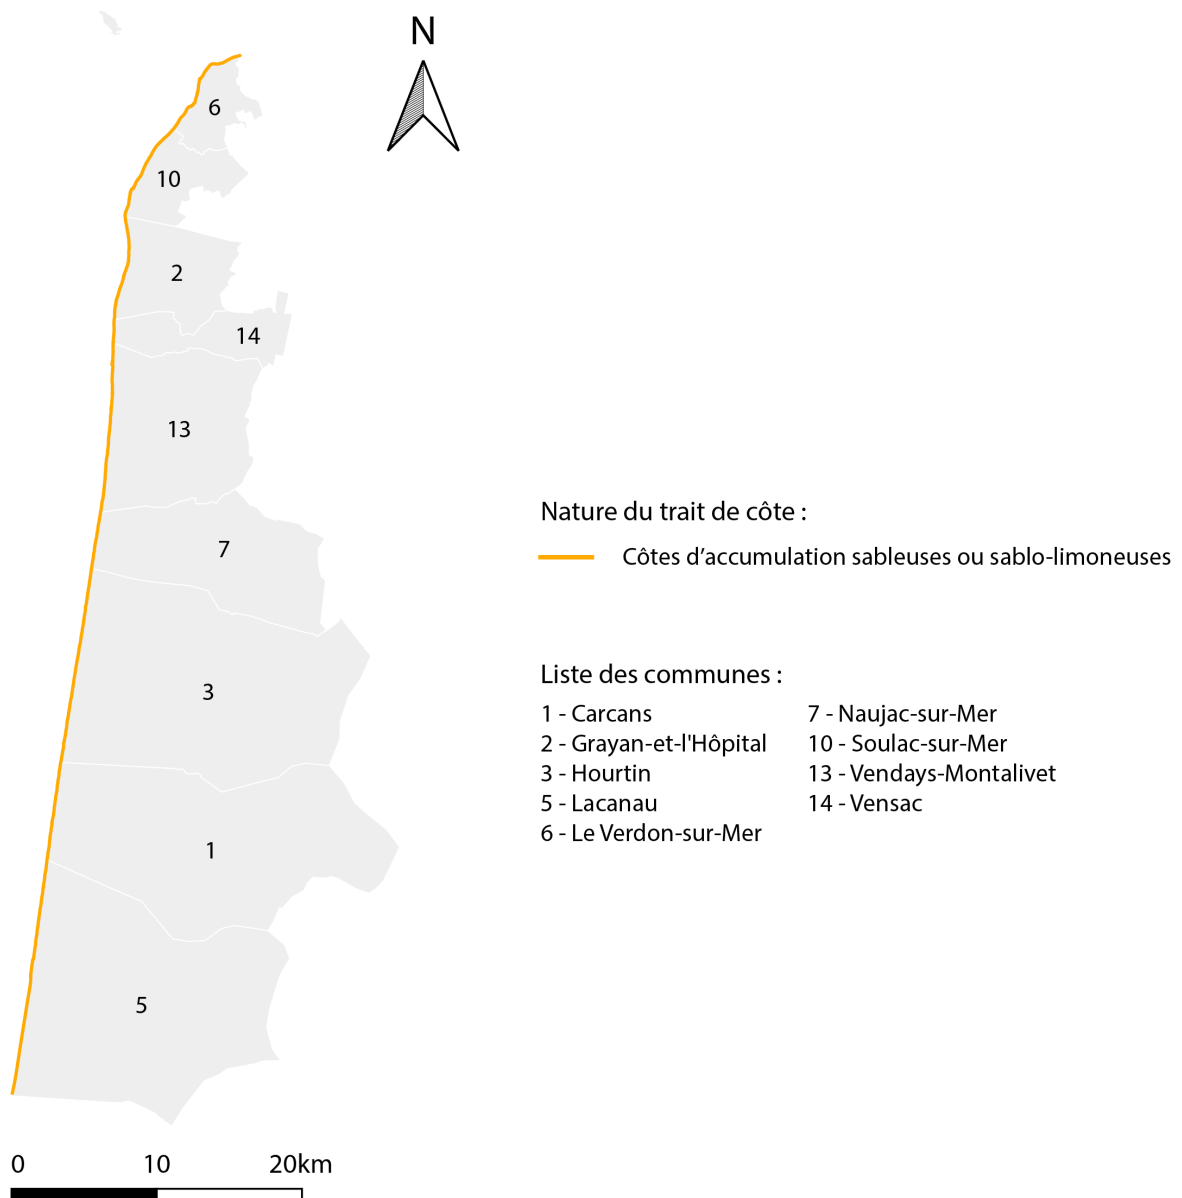 N
6
10
2
14
13
7
3
1
5
Nature du trait de côte :
Côtes d’accumulation sableuses ou sablo-limoneuses
Liste des communes :
1 - Carcans
2 - Grayan-et-l'Hôpital
3 - Hourtin
5 - Lacanau
6 - Le Verdon-sur-Mer
7 - Naujac-sur-Mer
10 - Soulac-sur-Mer
13 - Vendays-Montalivet
14 - Vensac
0 10 20km